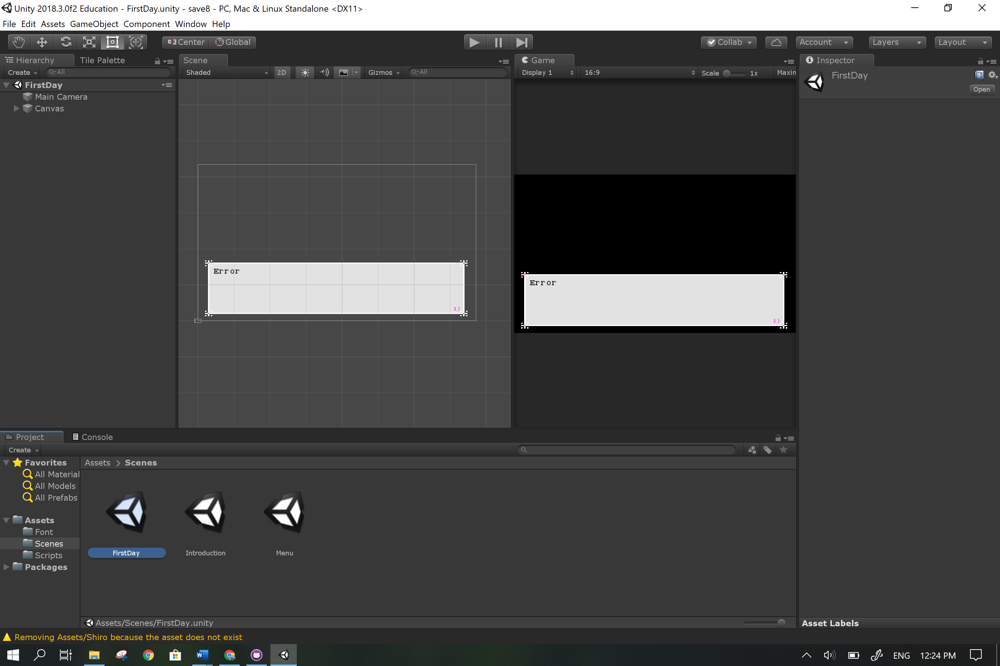 Unity 2018.3.0f2 Education - FirstDay.unity - save8 - PC, Mac & Linux Standalone <DX11>
File Edit Assets GameObject Component Window Help
Center Global Collab Account Layers Layout
Hierarchy Tile Palette Scene Game Inspector
Create All Shaded 2D Gizmos All Display 1 16:9 Scale 1x Maxin
FirstDay
FirstDay
Open
Main Camera
Canvas
Error
1)
Error
1)
Project Console
Create
Favorites
All Material
All Models
All Prefabs
Assets
Font
Scenes
Scripts
Packages
Assets > Scenes
FirstDay Introduction Menu
Assets/Scenes/FirstDay.unity
Asset Labels
Removing Assets/Shiro because the asset does not exist
ENG 12:24 PM